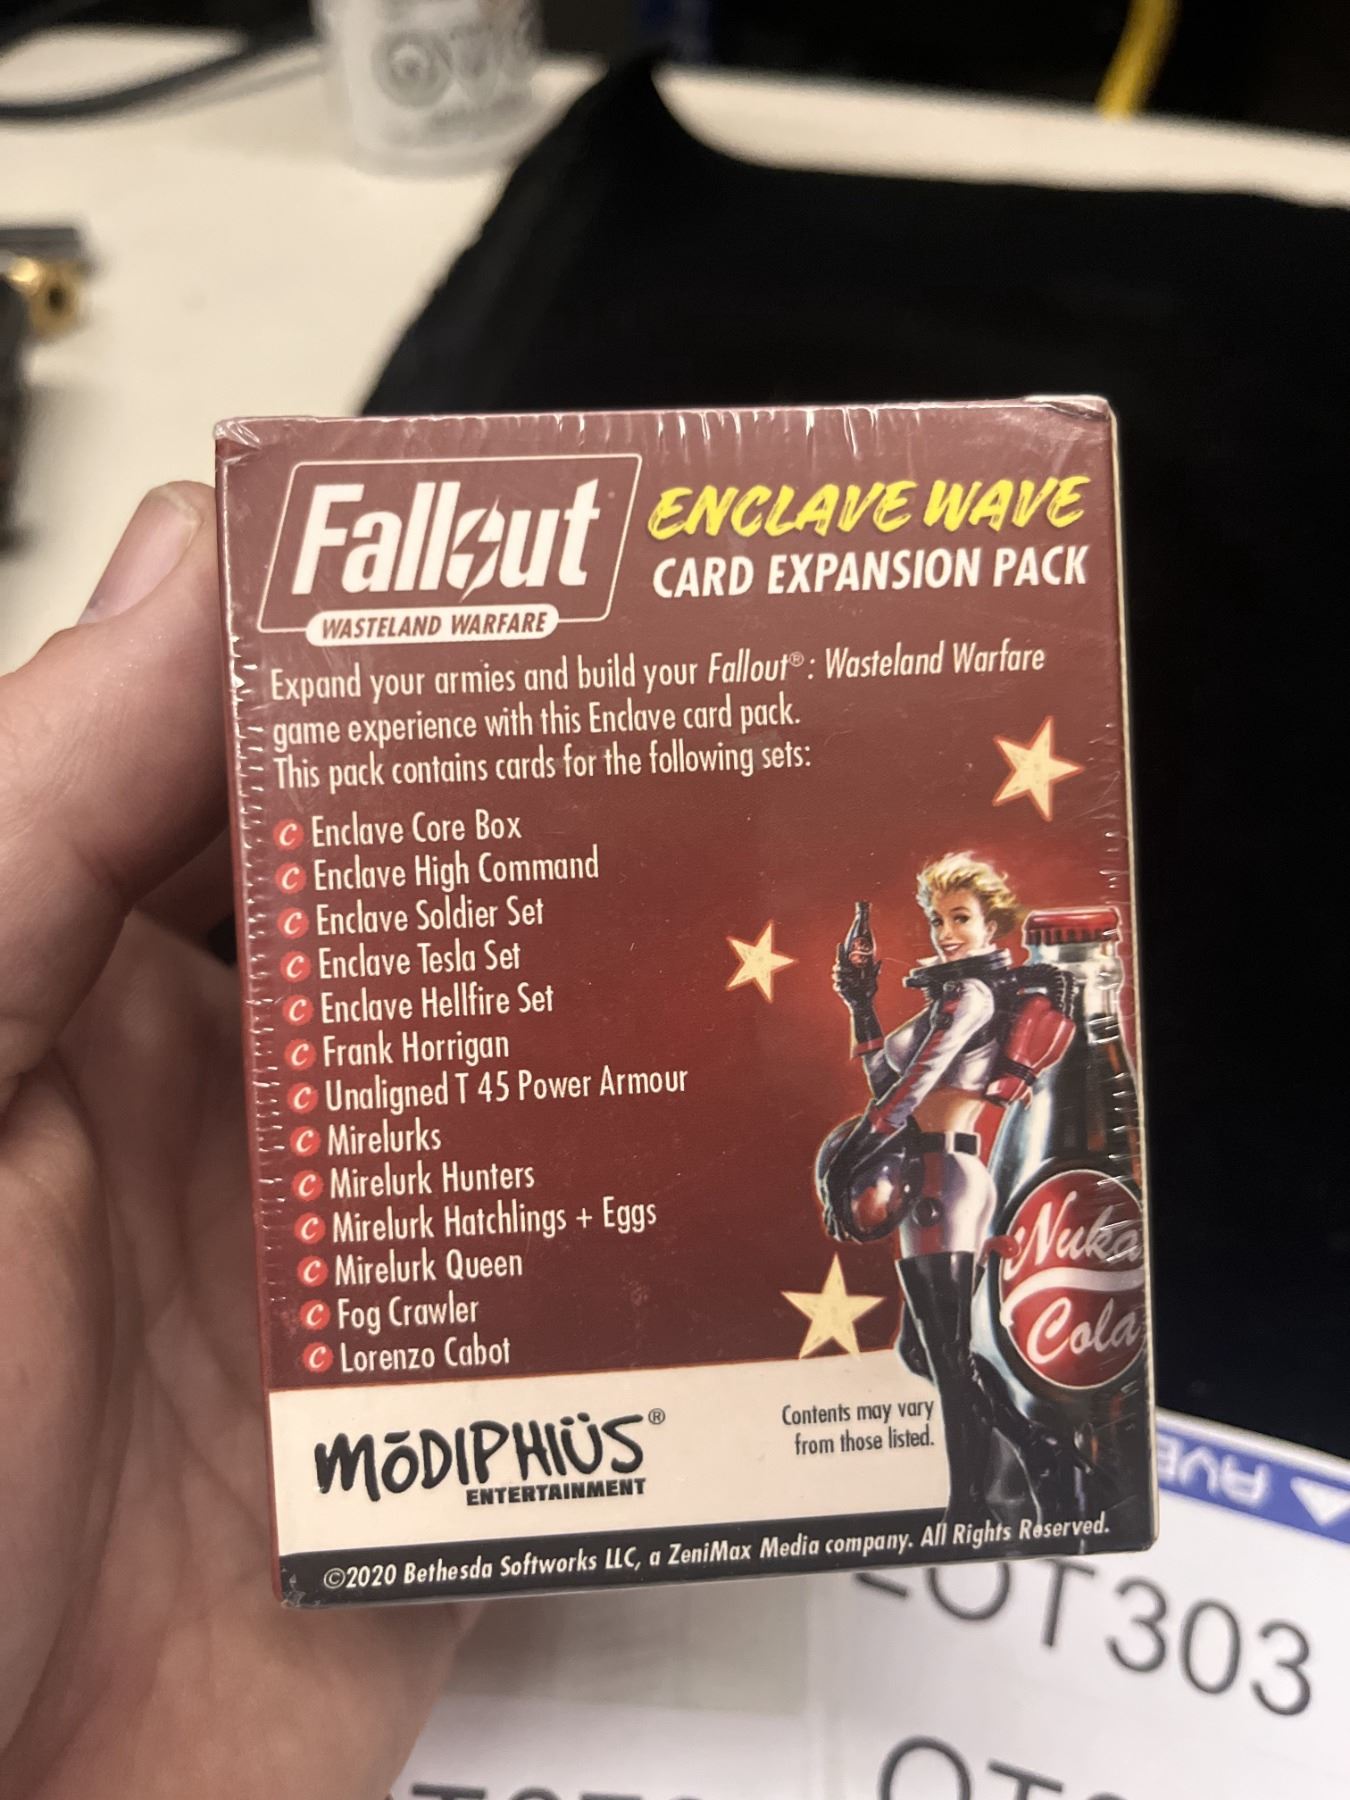 Fallout
WASTELAND WARFARE
ENCLAVE WAVE
CARD EXPANSION PACK
Expand your armies and build your Fallout®: Wasteland Warfare
game experience with this Enclave card pack.
This pack contains cards for the following sets:
C Enclave Core Box
C Enclave High Command
C Enclave Soldier Set
C Enclave Tesla Set
C Enclave Hellfire Set
C Frank Horrigan
C Unaligned T 45 Power Armour
C Mirelurks
C Mirelurk Hunters
C Mirelurk Hatchlings + Eggs
C Mirelurk Queen
C Fog Crawler
C Lorenzo Cabot
Nuka
Cola
MōDIPHIÜS®
ENTERTAINMENT
Contents may vary
from those listed.
©2020 Bethesda Softworks LLC, a ZeniMax Media company. All Rights Reserved.
AVE
LOT303